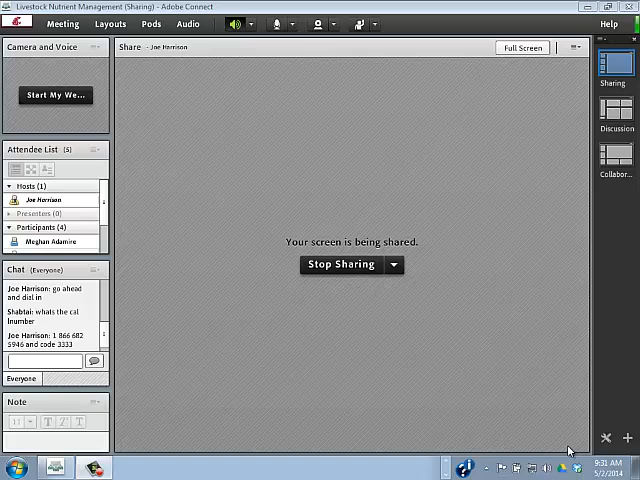 Livestock Nutrient Management (Sharing) - Adobe Connect
Meeting Layouts Pods Audio Help
Camera and Voice
Start My We...
Share - Joe Harrison
Full Screen
Sharing
Discussion
Collabor...
Attendee List (5)
Hosts (1)
Joe Harrison
Presenters (0)
Participants (4)
Meghan Adamire
Chat (Everyone)
Joe Harrison: go ahead
and dial in
Shabtai: whats the cal
lnumber
Joe Harrison: 1 866 682
5946 and code 3333
Everyone
Your screen is being shared.
Stop Sharing
Note
T T T
9:31 AM
5/2/2014